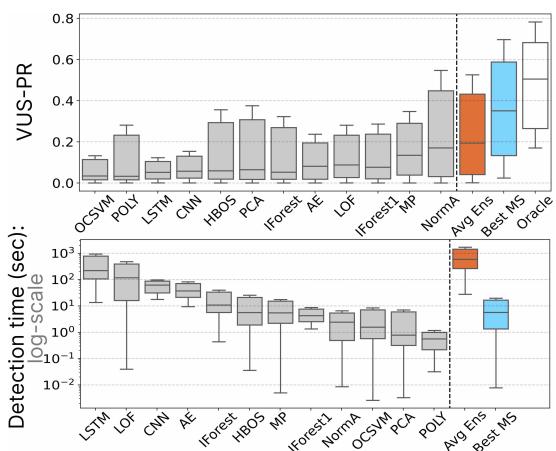 VUS-PR
0.8
0.6
0.4
0.2
0.0
OCSVM POLY LSTM CNN HBOS PCA IForest AE LOF IForest1 MP NormA Avg Ens Best MS Oracle
Detection time (sec):
log-scale
10³
10²
10¹
10⁰
10⁻¹
10⁻²
LSTM LOF CNN AE IForest HBOS MP IForest1 NormA OCSVM PCA POLY Avg Ens Best MS